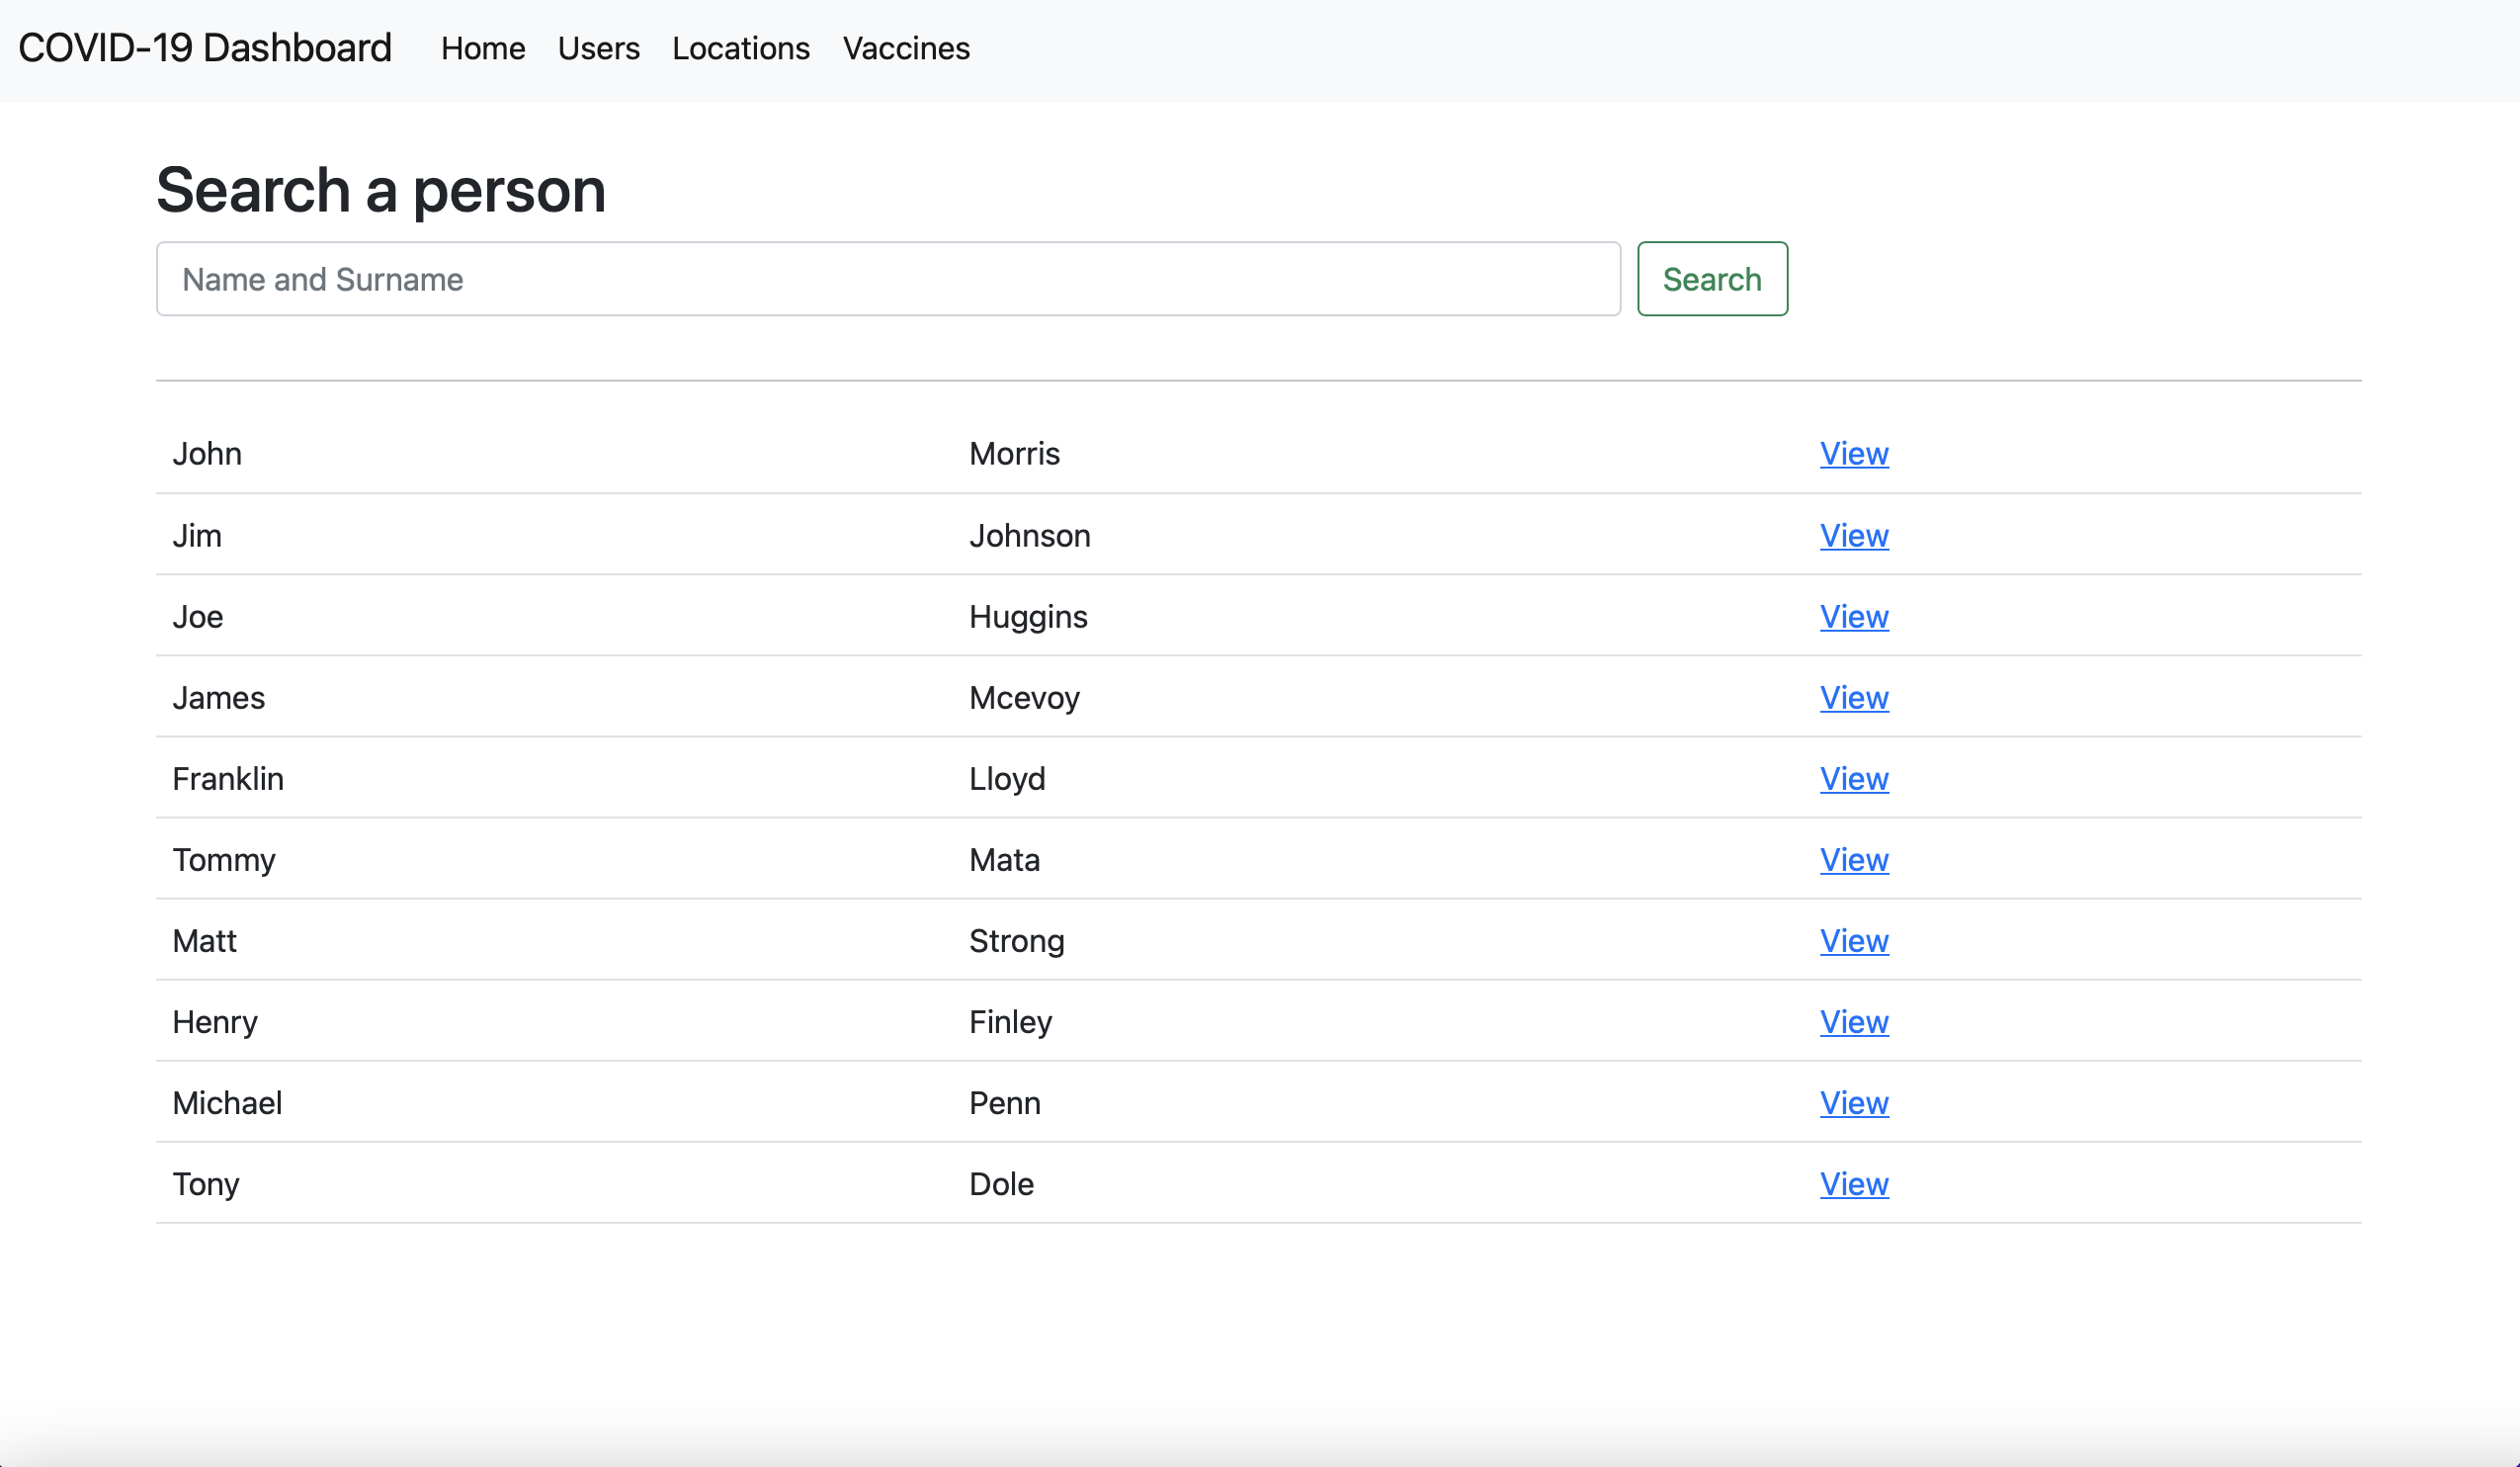 COVID-19 Dashboard Home Users Locations Vaccines
Search a person
Name and Surname Search
John Morris View
Jim Johnson View
Joe Huggins View
James Mcevoy View
Franklin Lloyd View
Tommy Mata View
Matt Strong View
Henry Finley View
Michael Penn View
Tony Dole View